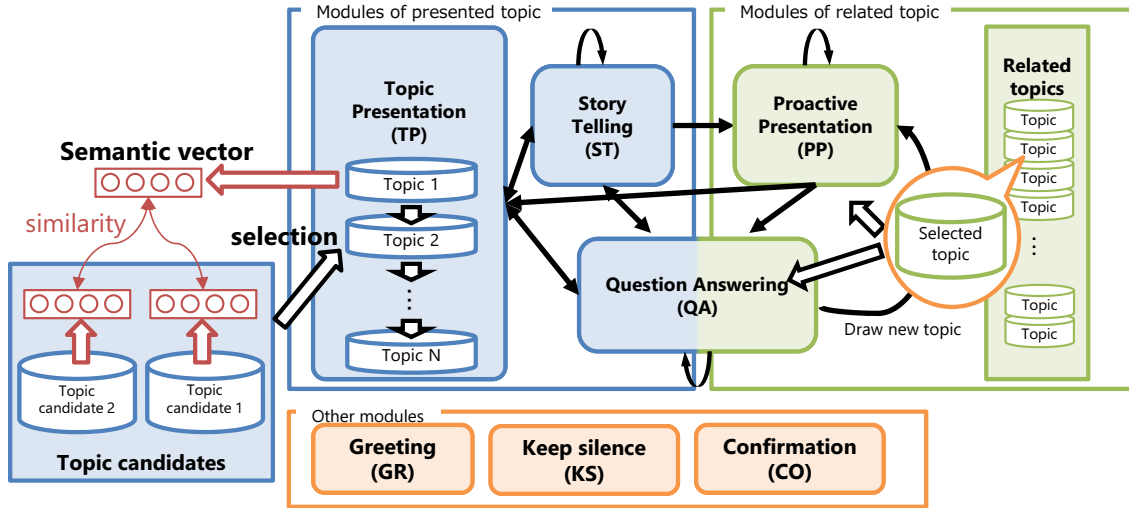 Modules of presented topic
Modules of related topic
Topic
Presentation
(TP)
Story
Telling
(ST)
Proactive
Presentation
(PP)
Related
topics
Topic
Topic
Topic
Topic
⋮
Topic
Topic
Semantic vector
similarity
selection
Topic 1
Topic 2
⋮
Topic N
Selected
topic
Question Answering
(QA)
Draw new topic
Topic
candidate 2
Topic
candidate 1
Topic candidates
Other modules
Greeting
(GR)
Keep silence
(KS)
Confirmation
(CO)